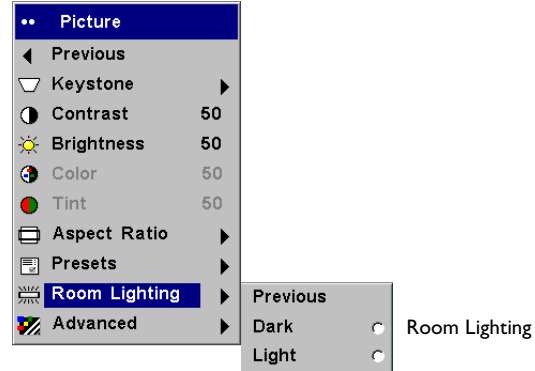 Picture
Previous
Keystone
Contrast 50
Brightness 50
Color 50
Tint 50
Aspect Ratio
Presets
Room Lighting
Advanced
Previous
Dark
Light
Room Lighting